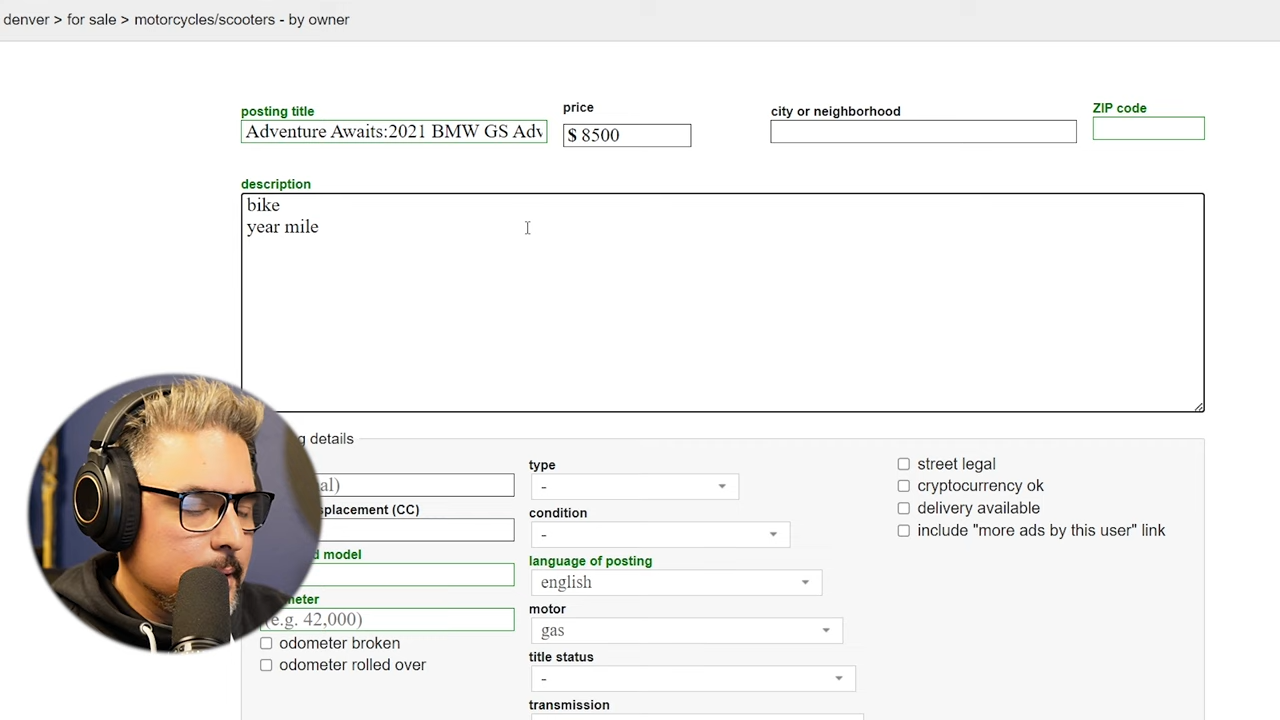 denver > for sale > motorcycles/scooters - by owner
posting title
price
city or neighborhood
ZIP code
Adventure Awaits:2021 BMW GS Adv
$ 8500
description
bike
year mile
details
type
street legal
-
cryptocurrency ok
(CC)
condition
delivery available
-
include "more ads by this user" link
model
language of posting
english
(e.g. 42,000)
motor
odometer broken
gas
odometer rolled over
title status
-
transmission